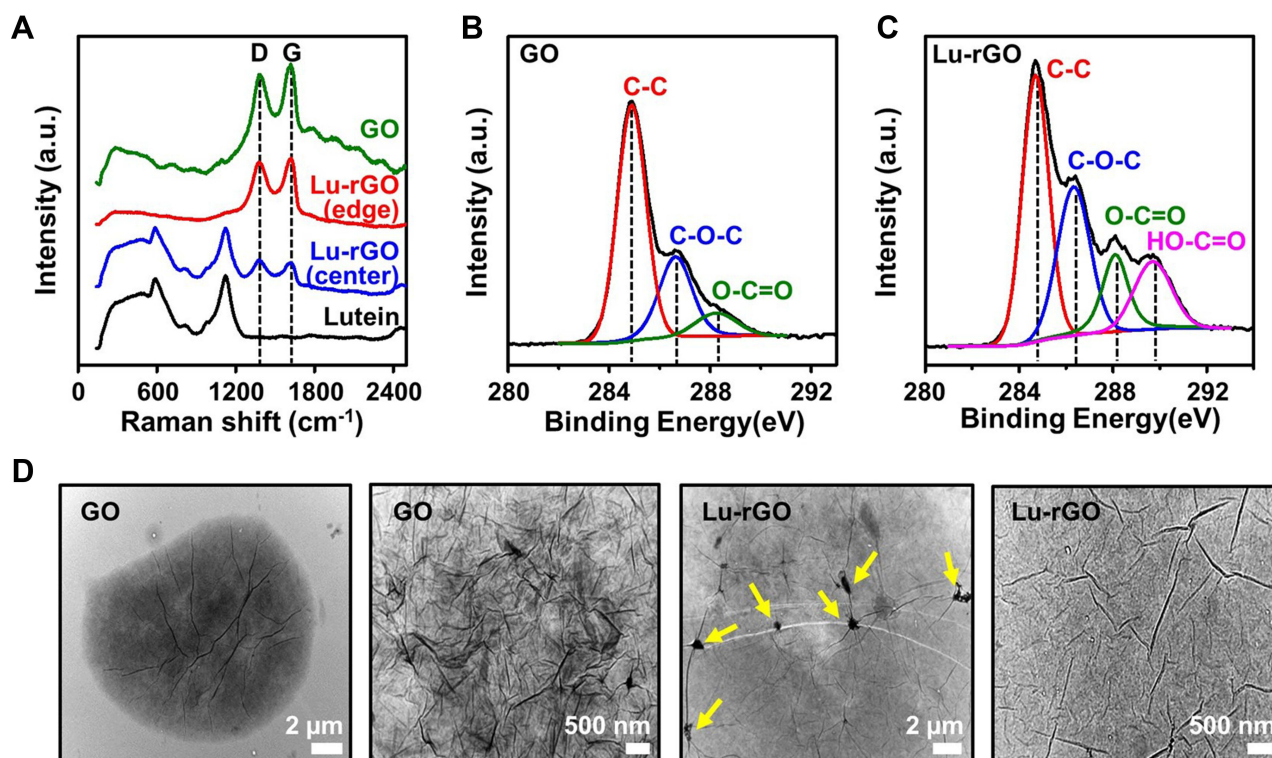 A
D G
GO
Lu-rGO
(edge)
Lu-rGO
(center)
Lutein
Intensity (a.u.)
0 600 1200 1800 2400
Raman shift (cm⁻¹)
B
GO
C-C
C-O-C
O-C=O
Intensity (a.u.)
280 284 288 292
Binding Energy(eV)
C
Lu-rGO
C-C
C-O-C
O-C=O
HO-C=O
Intensity (a.u.)
280 284 288 292
Binding Energy(eV)
D
GO
2 µm
GO
500 nm
Lu-rGO
2 µm
Lu-rGO
500 nm